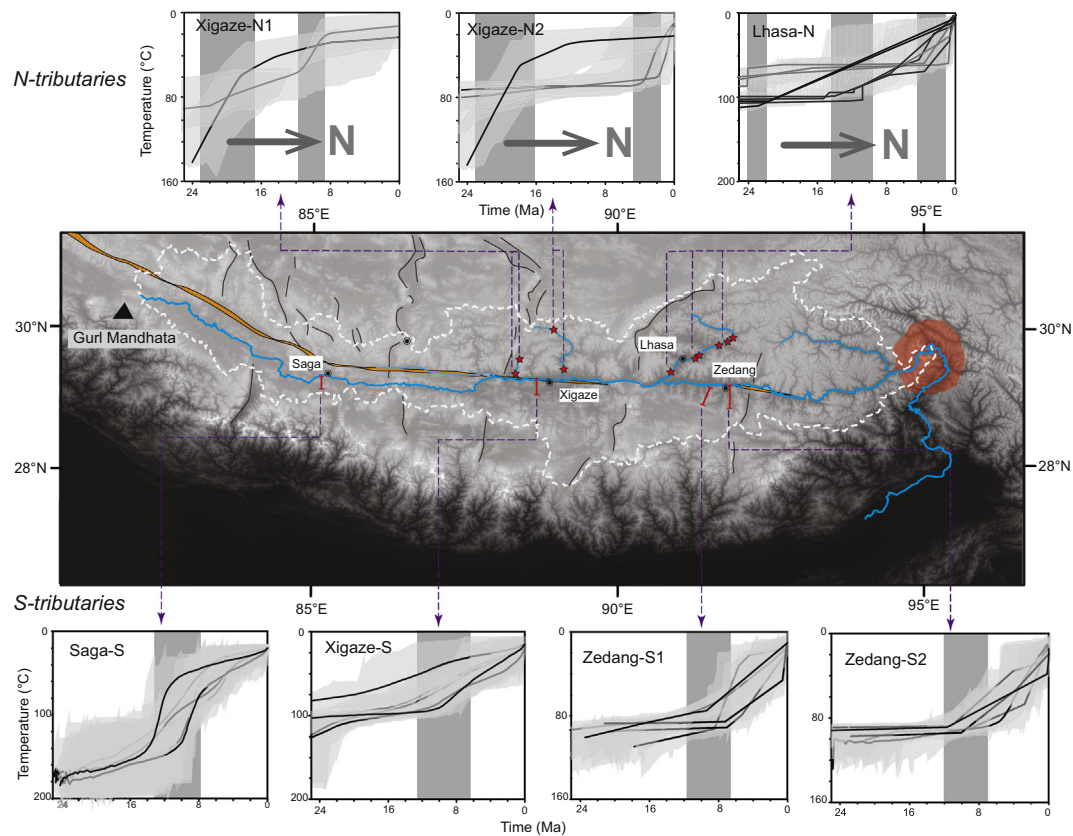 N-tributaries
Xigaze-N1
Xigaze-N2
Lhasa-N
Temperature (°C)
0
80
160
0
80
160
0
100
200
N
N
N
24
16
8
0
24
16
8
0
24
16
8
0
Time (Ma)
85°E
90°E
95°E
30°N
28°N
30°N
28°N
Gurl Mandhata
Saga
Xigaze
Lhasa
Zedang
85°E
90°E
95°E
S-tributaries
Saga-S
Xigaze-S
Zedang-S1
Zedang-S2
Temperature (°C)
0
100
200
0
100
200
0
80
160
0
80
160
24
16
8
0
24
16
8
0
24
16
8
0
24
16
8
0
Time (Ma)